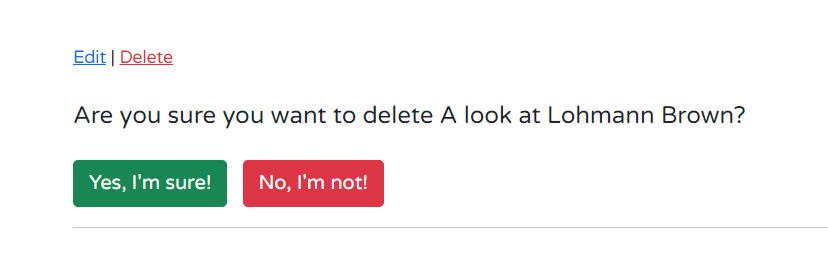 Edit | Delete
Are you sure you want to delete A look at Lohmann Brown?
Yes, I'm sure! No, I'm not!